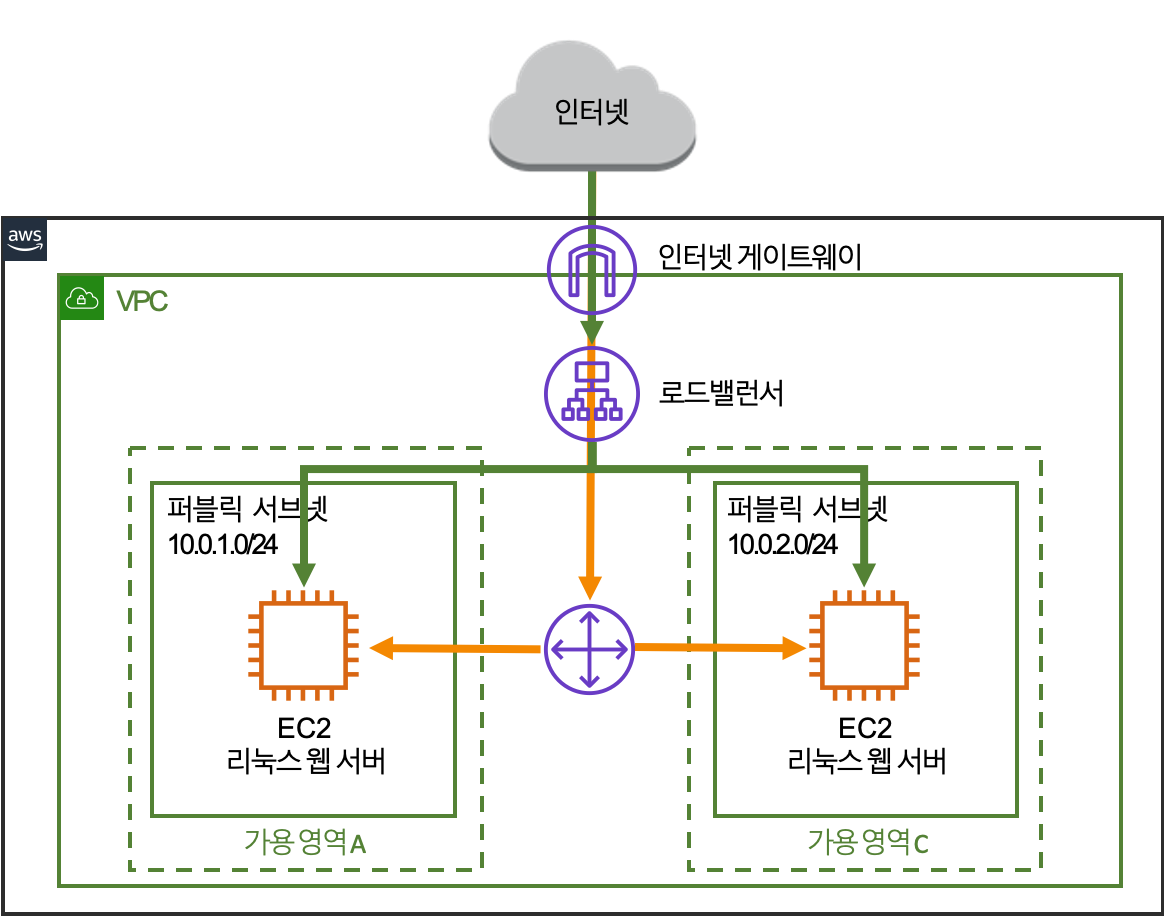 인터넷
aws
인터넷 게이트웨이
VPC
로드밸런서
퍼블릭 서브넷
10.0.1.0/24
퍼블릭 서브넷
10.0.2.0/24
EC2
리눅스 웹 서버
EC2
리눅스 웹 서버
가용 영역 A
가용 영역 C